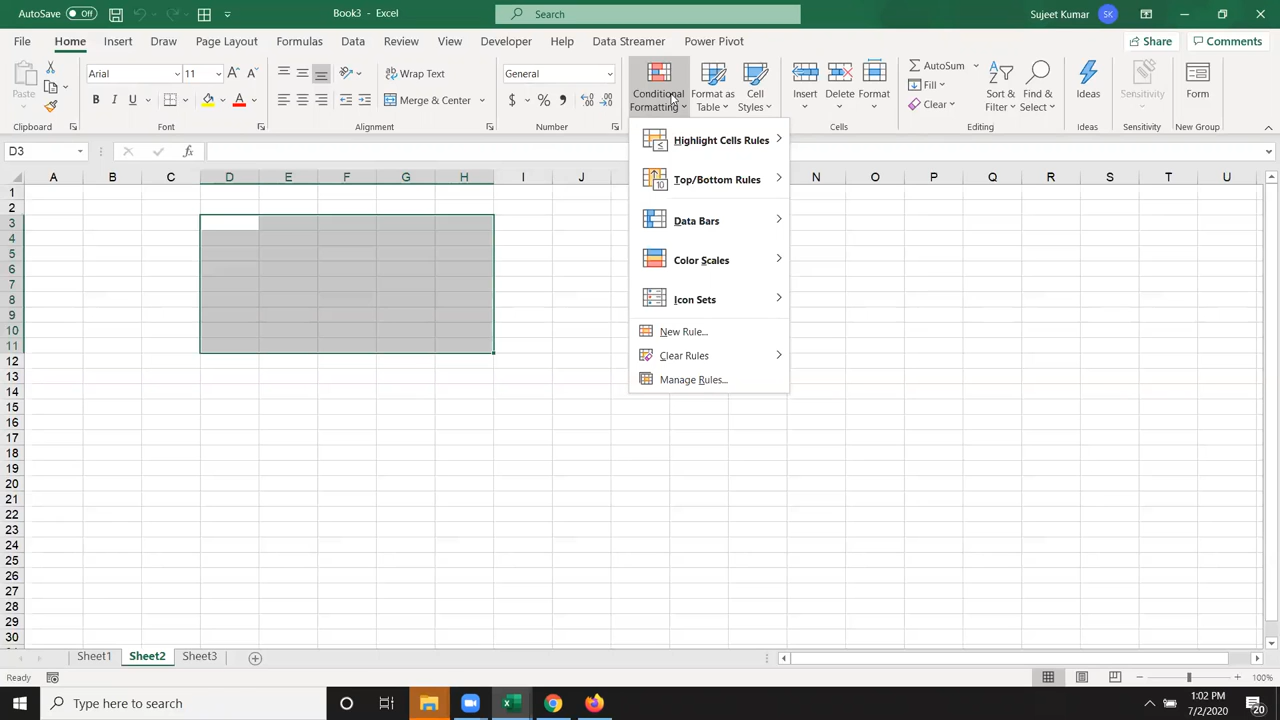 AutoSave Off Book3 - Excel Search Sujeet Kumar SK
File Home Insert Draw Page Layout Formulas Data Review View Developer Help Data Streamer Power Pivot Share Comments
Paste Arial 11 Wrap Text General Conditional Formatting Format as Table Cell Styles Insert Delete Format AutoSum Sort & Filter Find & Select Ideas Sensitivity Form
B I U A Merge & Center $ % Fill
Clear
Clipboard Font Alignment Number Cells Editing Ideas Sensitivity New Group
D3 fx
A B C D E F G H I J N O P Q R S T U
Highlight Cells Rules
Top/Bottom Rules
Data Bars
Color Scales
Icon Sets
New Rule...
Clear Rules
Manage Rules...
1
2
3
4
5
6
7
8
9
10
11
12
13
14
15
16
17
18
19
20
21
22
23
24
25
26
27
28
29
30
Sheet1 Sheet2 Sheet3
Ready 100%
Type here to search 1:02 PM
7/2/2020 20